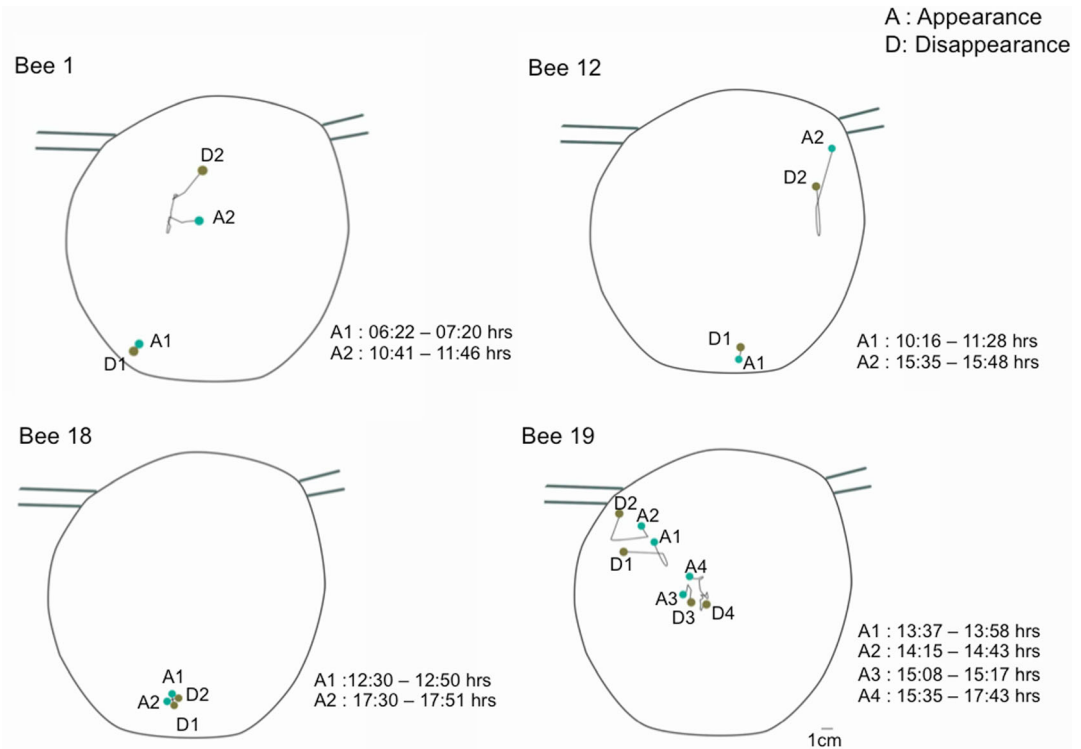 A : Appearance
D: Disappearance
Bee 1
D2
A2
A1
D1
A1 : 06:22 – 07:20 hrs
A2 : 10:41 – 11:46 hrs
Bee 12
A2
D2
D1
A1
A1 : 10:16 – 11:28 hrs
A2 : 15:35 – 15:48 hrs
Bee 18
A1
A2
D2
D1
A1 :12:30 – 12:50 hrs
A2 : 17:30 – 17:51 hrs
Bee 19
D2
A2
A1
D1
A4
A3
D3
D4
A1 : 13:37 – 13:58 hrs
A2 : 14:15 – 14:43 hrs
A3 : 15:08 – 15:17 hrs
A4 : 15:35 – 17:43 hrs
1cm